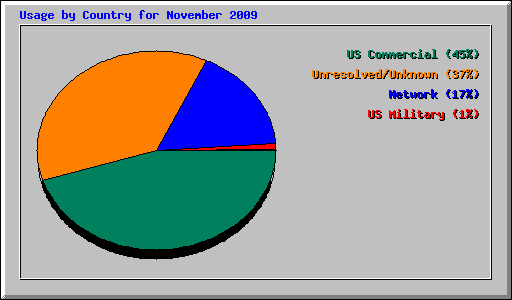 Usage by Country for November 2009
US Commercial (45%)
Unresolved/Unknown (37%)
Network (17%)
US Military (1%)